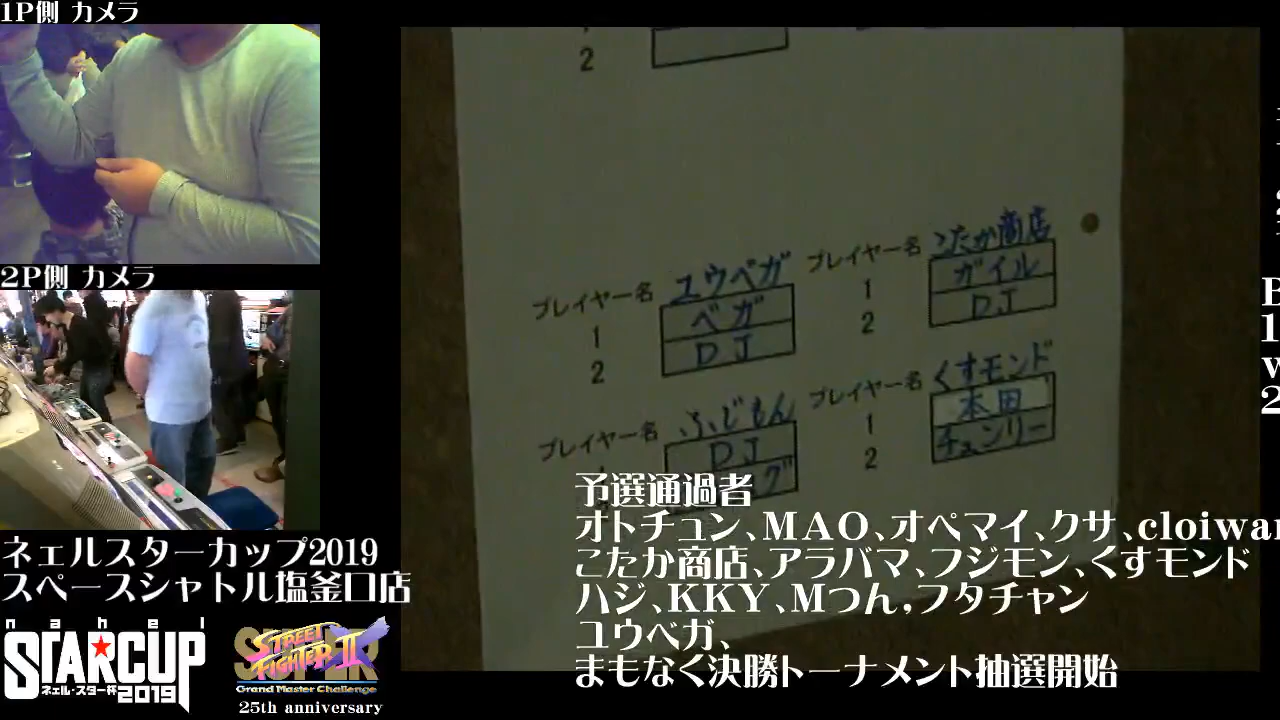 1P側 カメラ
2P側 カメラ
ネェルスターカップ2019
スペースシャトル塩釜口店
nahel
STARCUP
ネェル・スター杯 2019
SUPER
STREET FIGHTER II X
Grand Master Challenge
25th anniversary
2
プレイヤー名 ユウベガ
1 ベガ
2 DJ
プレイヤー名 こたか商店
1 ガイル
2 DJ
プレイヤー名 ふじもん
DJ
プレイヤー名 くすモンド
1 本田
2 チュンリー
予選通過者
オトチュン、MAO、オペマイ、クサ、cloiwan
こたか商店、アラバマ、フジモン、くすモンド
ハジ、KKY、Mつん,フタチャン
ユウベガ、
まもなく決勝トーナメント抽選開始